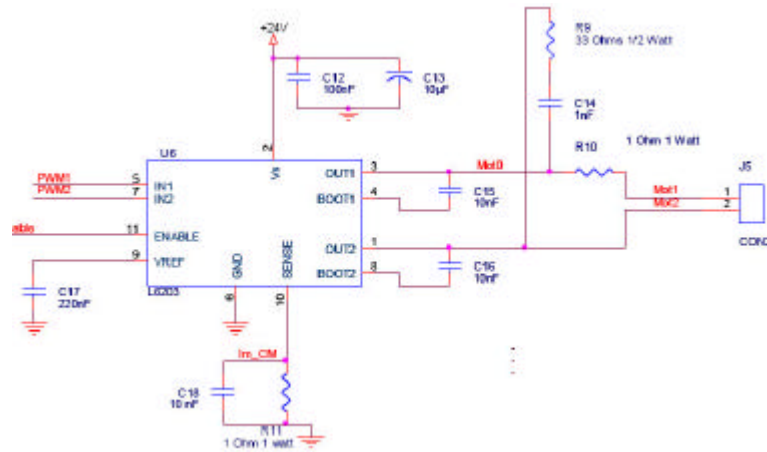 +24V
R9
33 Ohms 1/2 Watt
C12
100nF
C13
10µF
C14
1nF
U6
2
Vs
R10
1 Ohm 1 Watt
PWM1
5
IN1
OUT1
3
Mot0
J5
PWM2
7
IN2
BOOT1
4
C15
10nF
Mot1
1
Mot2
2
able
11
ENABLE
OUT2
1
CON2
9
VREF
GND
SENSE
BOOT2
8
C16
10nF
C17
220nF
L6203
6
10
Im_CM
C18
10 nF
R11
1 Ohm 1 watt